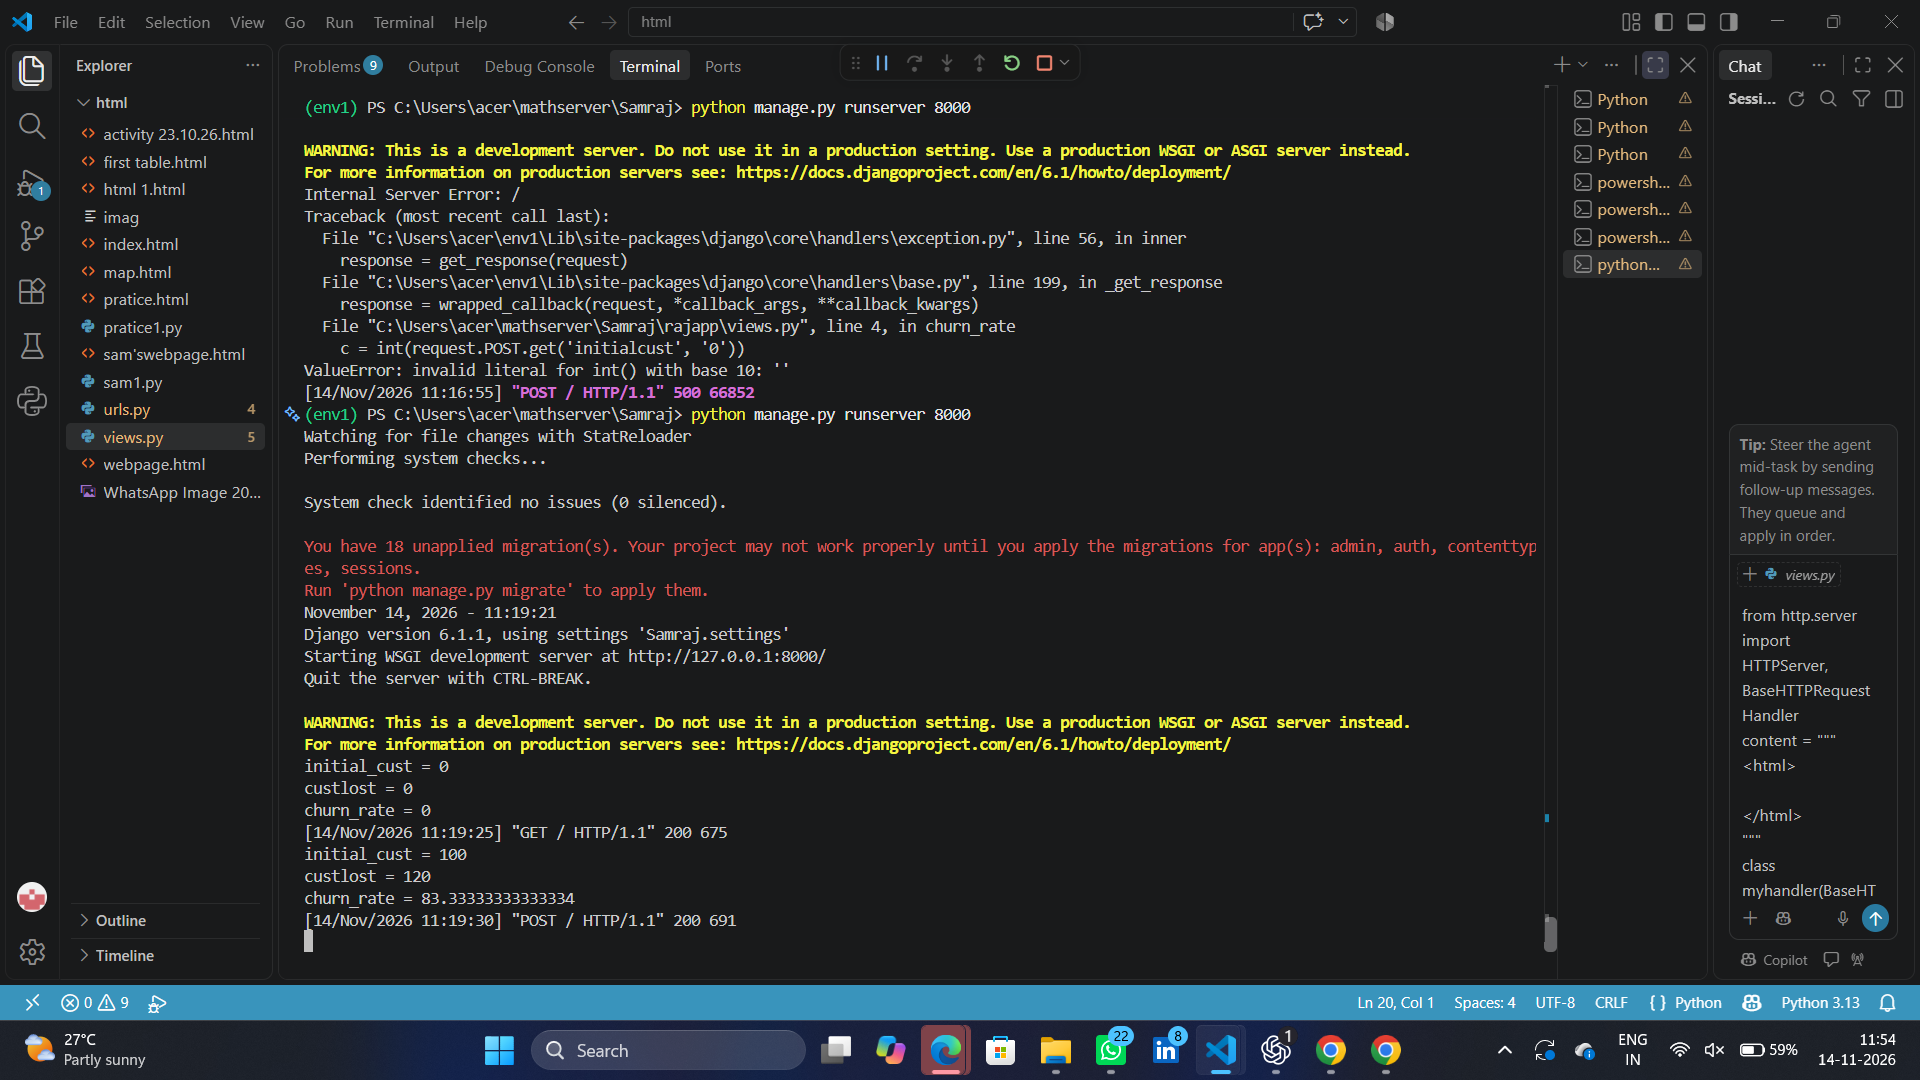 File Edit Selection View Go Run Terminal Help
html
Explorer
html
activity 23.10.26.html
first table.html
html 1.html
imag
index.html
map.html
pratice.html
pratice1.py
sam'swebpage.html
sam1.py
urls.py 4
views.py 5
webpage.html
WhatsApp Image 20...
Outline
Timeline
1
Problems 9 Output Debug Console Terminal Ports
(env1) PS C:\Users\acer\mathserver\Samraj> python manage.py runserver 8000
WARNING: This is a development server. Do not use it in a production setting. Use a production WSGI or ASGI server instead.
For more information on production servers see: https://docs.djangoproject.com/en/6.1/howto/deployment/
Internal Server Error: /
Traceback (most recent call last):
File "C:\Users\acer\env1\Lib\site-packages\django\core\handlers\exception.py", line 56, in inner
response = get_response(request)
File "C:\Users\acer\env1\Lib\site-packages\django\core\handlers\base.py", line 199, in _get_response
response = wrapped_callback(request, *callback_args, **callback_kwargs)
File "C:\Users\acer\mathserver\Samraj\rajapp\views.py", line 4, in churn_rate
c = int(request.POST.get('initialcust', '0'))
ValueError: invalid literal for int() with base 10: ''
[14/Nov/2026 11:16:55] "POST / HTTP/1.1" 500 66852
(env1) PS C:\Users\acer\mathserver\Samraj> python manage.py runserver 8000
Watching for file changes with StatReloader
Performing system checks...
System check identified no issues (0 silenced).
You have 18 unapplied migration(s). Your project may not work properly until you apply the migrations for app(s): admin, auth, contenttyp
es, sessions.
Run 'python manage.py migrate' to apply them.
November 14, 2026 - 11:19:21
Django version 6.1.1, using settings 'Samraj.settings'
Starting WSGI development server at http://127.0.0.1:8000/
Quit the server with CTRL-BREAK.
WARNING: This is a development server. Do not use it in a production setting. Use a production WSGI or ASGI server instead.
For more information on production servers see: https://docs.djangoproject.com/en/6.1/howto/deployment/
initial_cust = 0
custlost = 0
churn_rate = 0
[14/Nov/2026 11:19:25] "GET / HTTP/1.1" 200 675
initial_cust = 100
custlost = 120
churn_rate = 83.33333333333334
[14/Nov/2026 11:19:30] "POST / HTTP/1.1" 200 691
Python
Python
Python
powersh...
powersh...
powersh...
python...
Chat
Sessi...
Tip: Steer the agent
mid-task by sending
follow-up messages.
They queue and
apply in order.
views.py
from http.server
import
HTTPServer,
BaseHTTPRequest
Handler
content = """
<html>
</html>
"""
class
myhandler(BaseHT
Copilot
0 9
Ln 20, Col 1 Spaces: 4 UTF-8 CRLF { } Python Python 3.13
27°C
Partly sunny
Search
22
8
1
ENG
IN
59%
11:54
14-11-2026